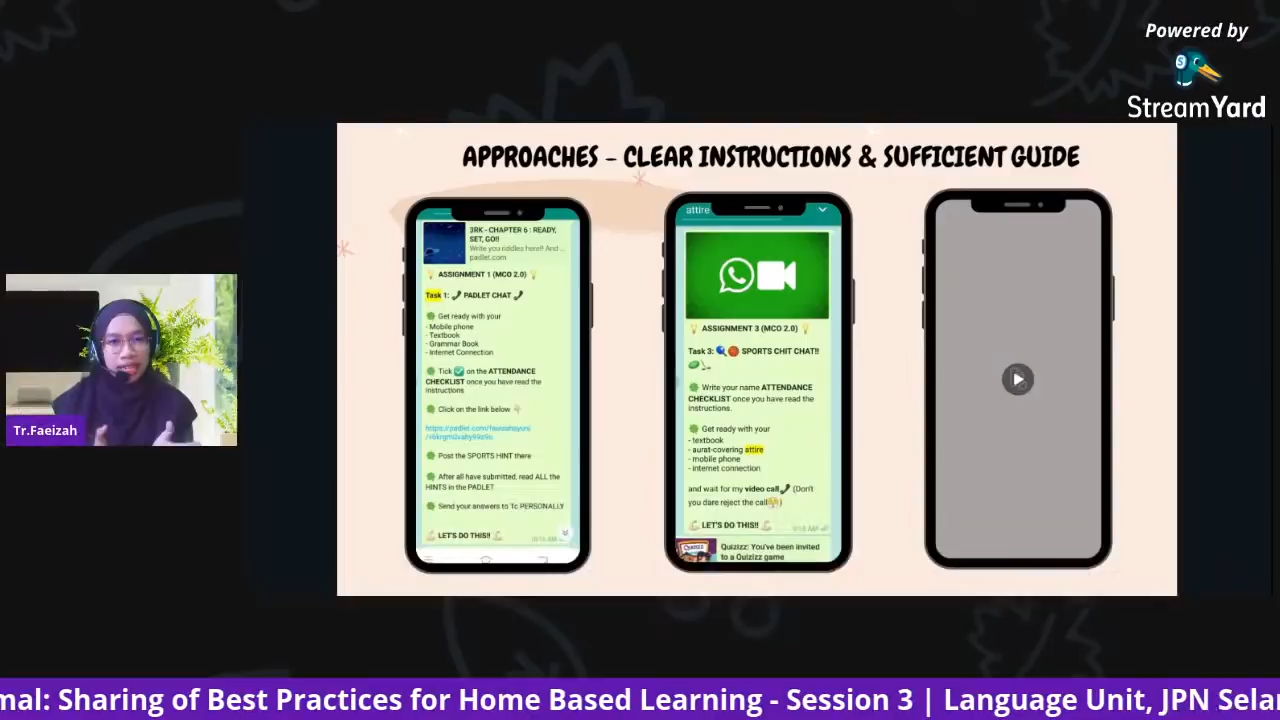 Powered by
StreamYard
APPROACHES - CLEAR INSTRUCTIONS & SUFFICIENT GUIDE
3RK - CHAPTER 6 : READY,
SET, GO!!
Write you riddles here!! And ...
padlet.com
ASSIGNMENT 1 (MCO 2.0)
Task 1: PADLET CHAT
Get ready with your
- Mobile phone
- Textbook
- Grammar Book
- Internet Connection
Tick ✅ on the ATTENDANCE
CHECKLIST once you have read the
instructions
Click on the link below
Post the SPORTS HINT there
After all have submitted, read ALL the
HINTS in the PADLET
Send your answers to Tc PERSONALLY
LET'S DO THIS!!
attire
ASSIGNMENT 3 (MCO 2.0)
Task 3: SPORTS CHIT CHAT!!
Write your name ATTENDANCE
CHECKLIST once you have read the
instructions.
Get ready with your
- textbook
- aurat-covering attire
- mobile phone
- internet connection
and wait for my video call (Don't
you dare reject the call)
LET'S DO THIS!!
Quizizz: You've been invited
to a Quizizz game
Tr.Faeizah
mal: Sharing of Best Practices for Home Based Learning - Session 3 | Language Unit, JPN Sela